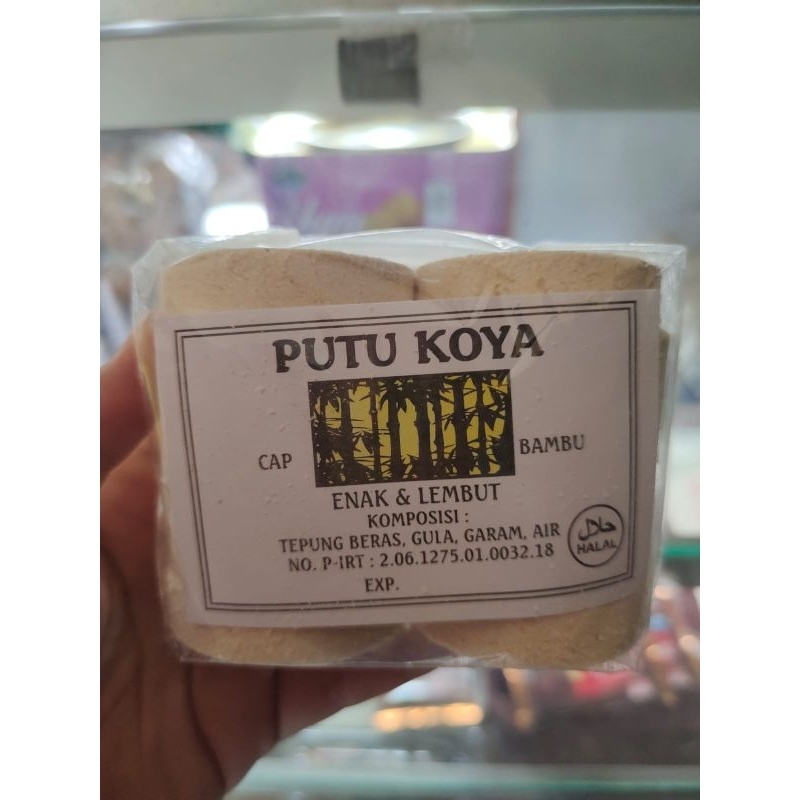 PUTU KOYA
CAP
BAMBU
ENAK & LEMBUT
KOMPOSISI :
TEPUNG BERAS, GULA, GARAM, AIR
NO. P-IRT : 2.06.1275.01.0032.18
EXP.
حلال
HALAL